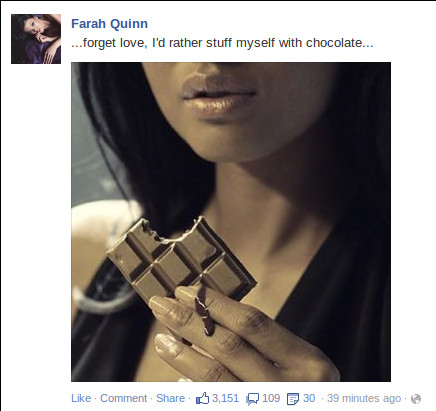 Farah Quinn
...forget love, I'd rather stuff myself with chocolate...
Like · Comment · Share · 3,151 109 30 · 39 minutes ago ·